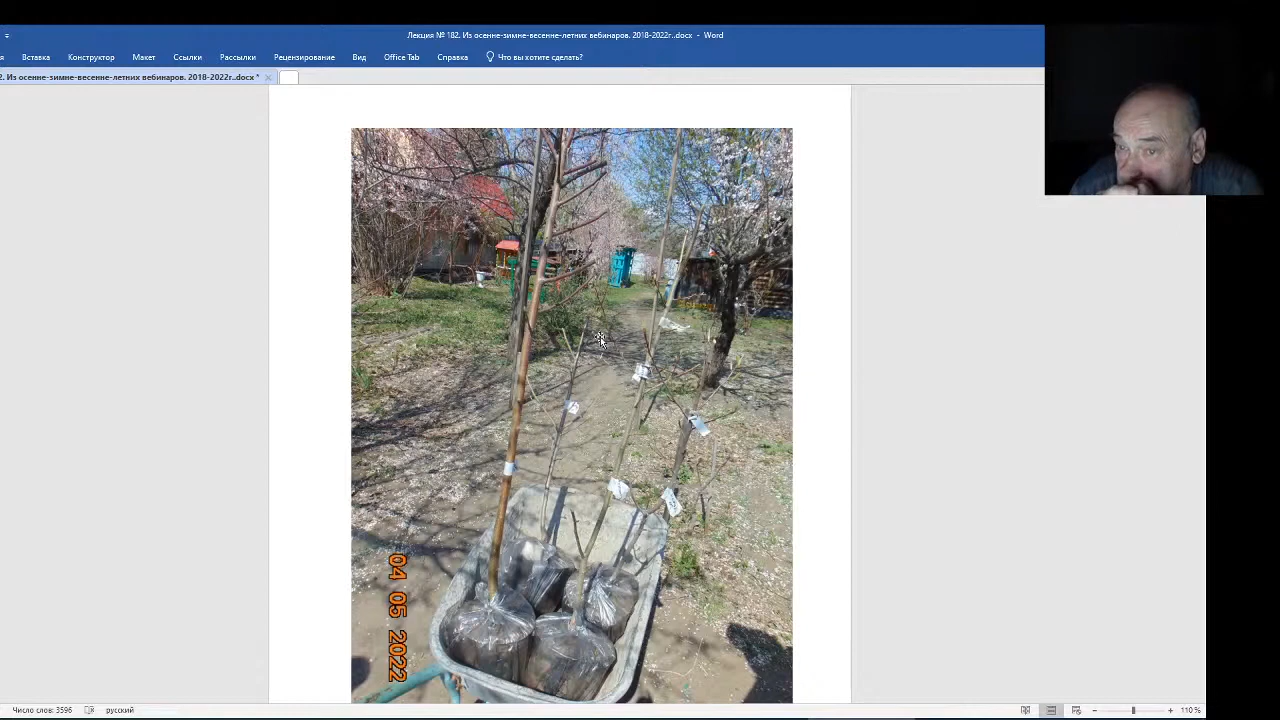 Лекция № 182. Из осенне-зимне-весенне-летних вебинаров. 2018-2022г..docx - Word
я Вставка Конструктор Макет Ссылки Рассылки Рецензирование Вид Office Tab Справка Что вы хотите сделать?
2. Из осенне-зимне-весенне-летних вебинаров. 2018-2022г..docx *
04 05 2022
Число слов: 3596 русский 110 %